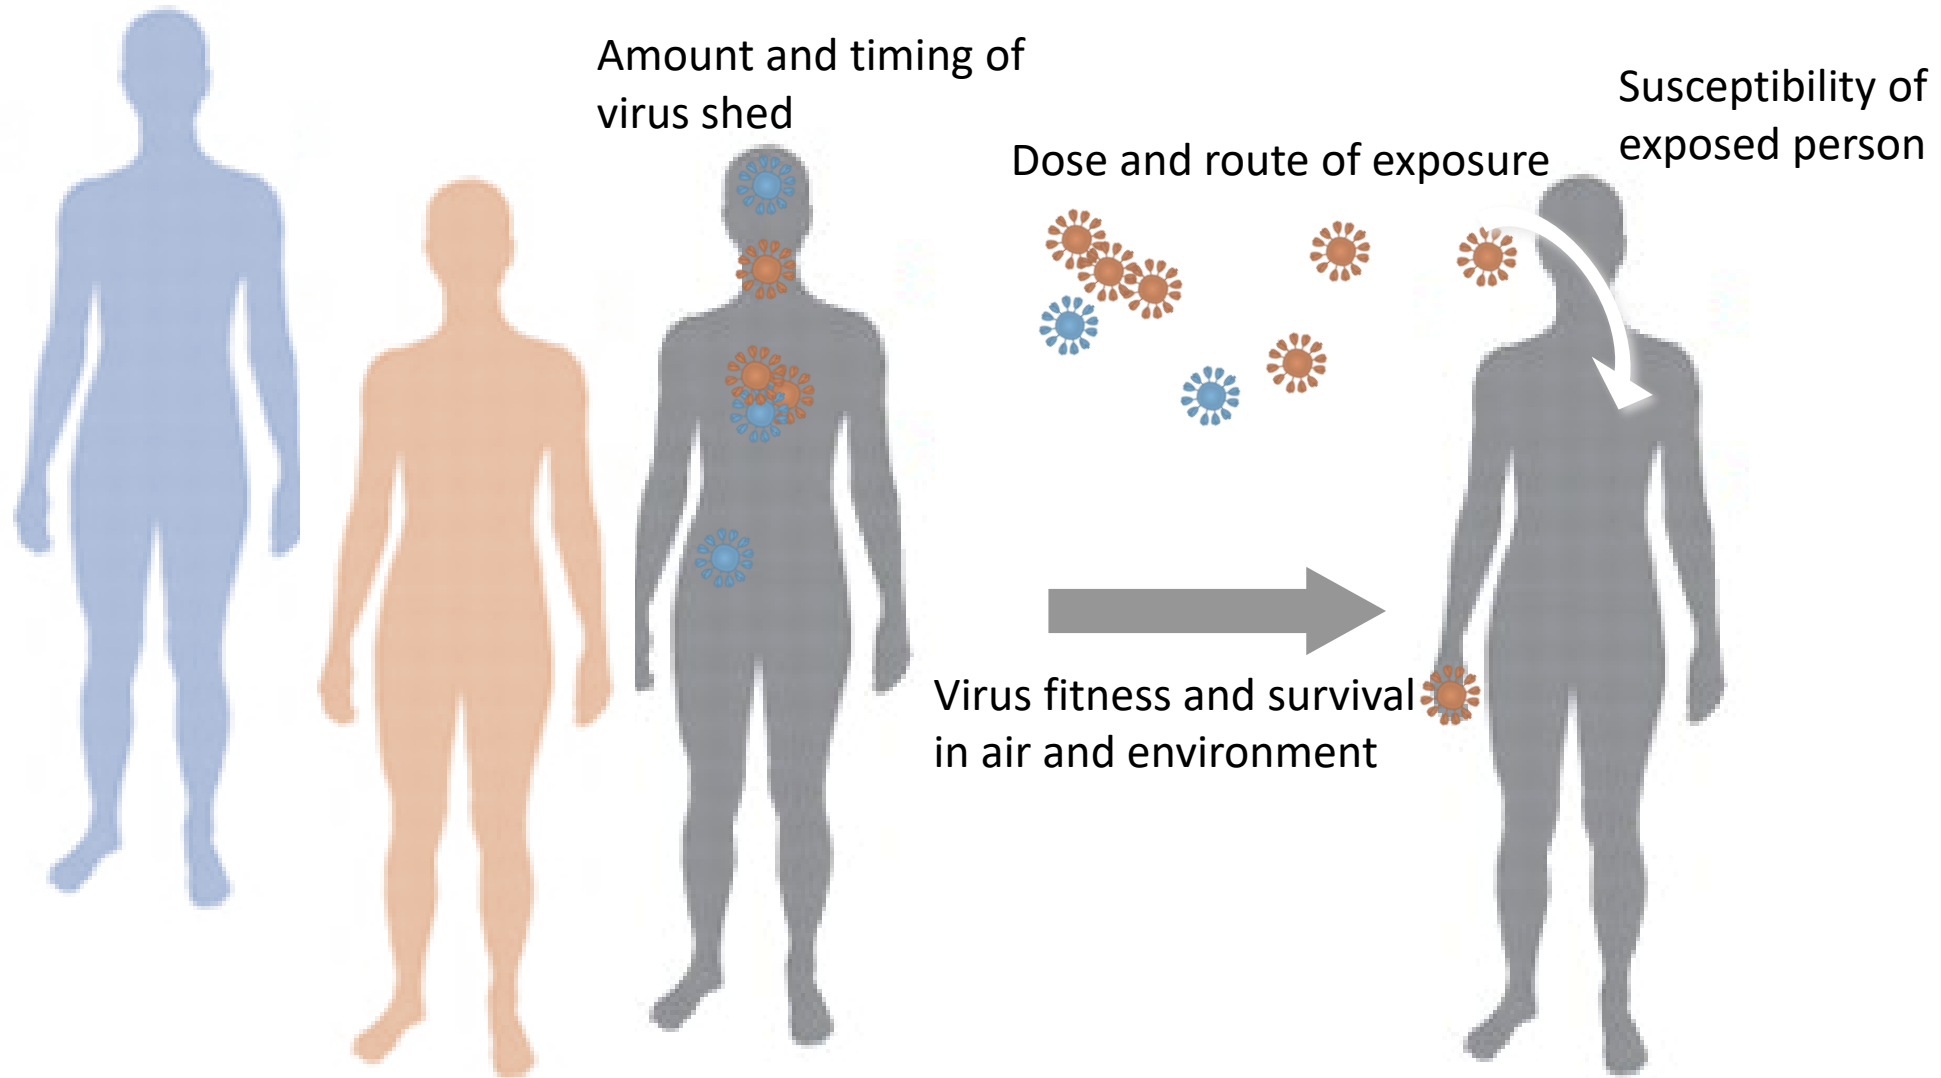 Amount and timing of
virus shed
Dose and route of exposure
Susceptibility of
exposed person
Virus fitness and survival
in air and environment